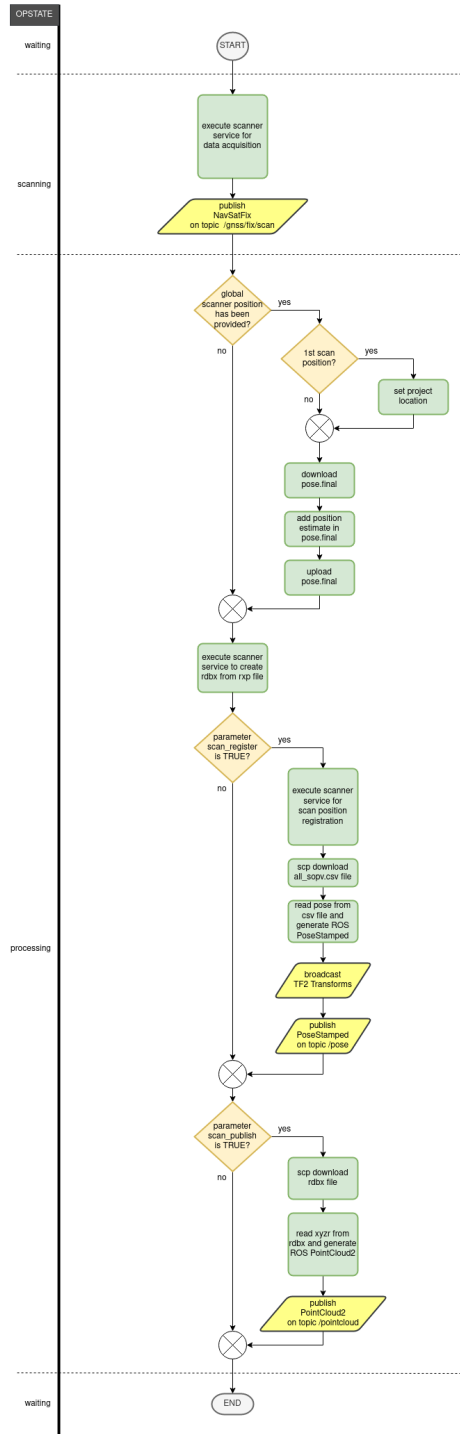 OPSTATE
waiting
START
execute scanner
service for
data acquisition
scanning
publish
NavSatFix
on topic /gnss/fix/scan
global
scanner position
has been
provided?
yes
no
1st scan
position?
yes
no
set project
location
download
pose.final
add position
estimate in
pose.final
upload
pose.final
execute scanner
service to create
rdbx from rxp file
parameter
scan_register
is TRUE?
yes
no
execute scanner
service for
scan position
registration
scp download
all_sopv.csv file
read pose from
csv file and
generate ROS
PoseStamped
processing
broadcast
TF2 Transforms
publish
PoseStamped
on topic /pose
parameter
scan_publish
is TRUE?
yes
no
scp download
rdbx file
read xyzr from
rdbx and generate
ROS PointCloud2
publish
PointCloud2
on topic /pointcloud
waiting
END